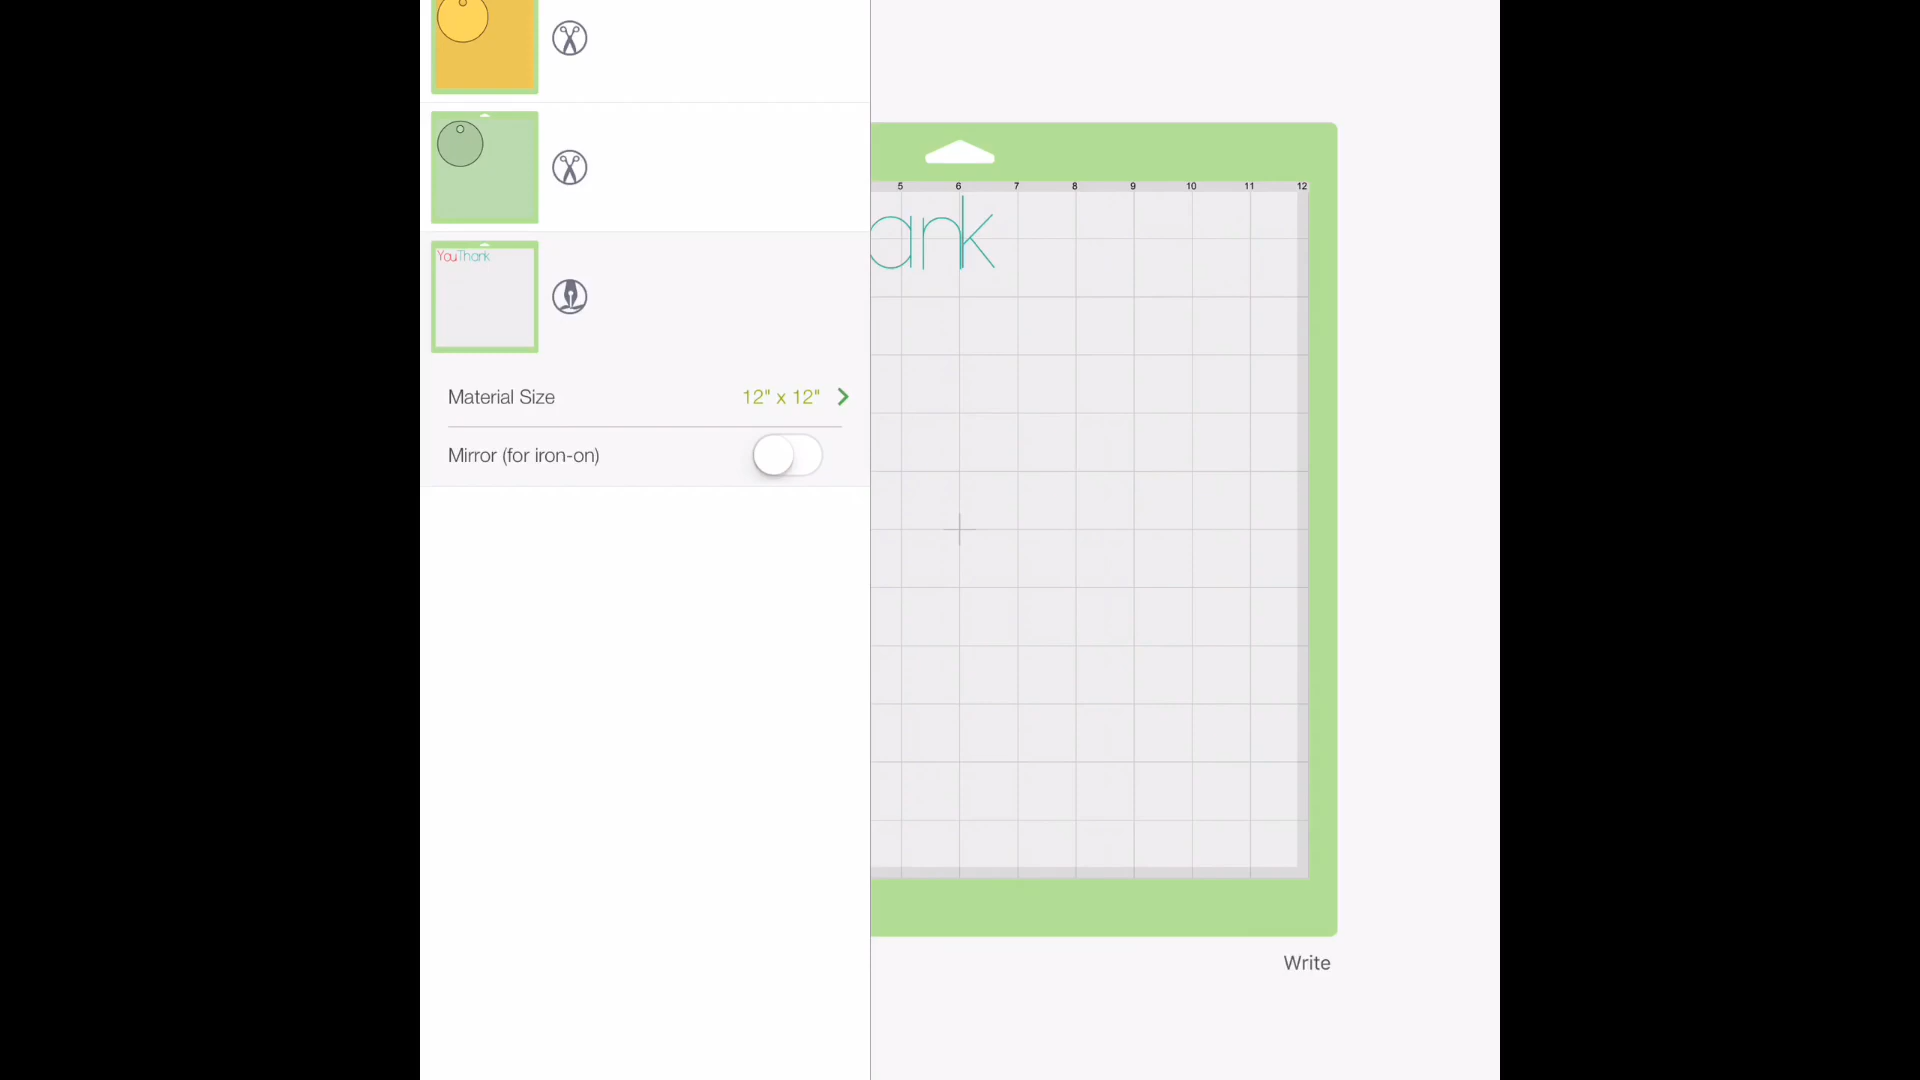 YouThank
Material Size 12" x 12"
Mirror (for iron-on)
5 6 7 8 9 10 11 12
ank
Write